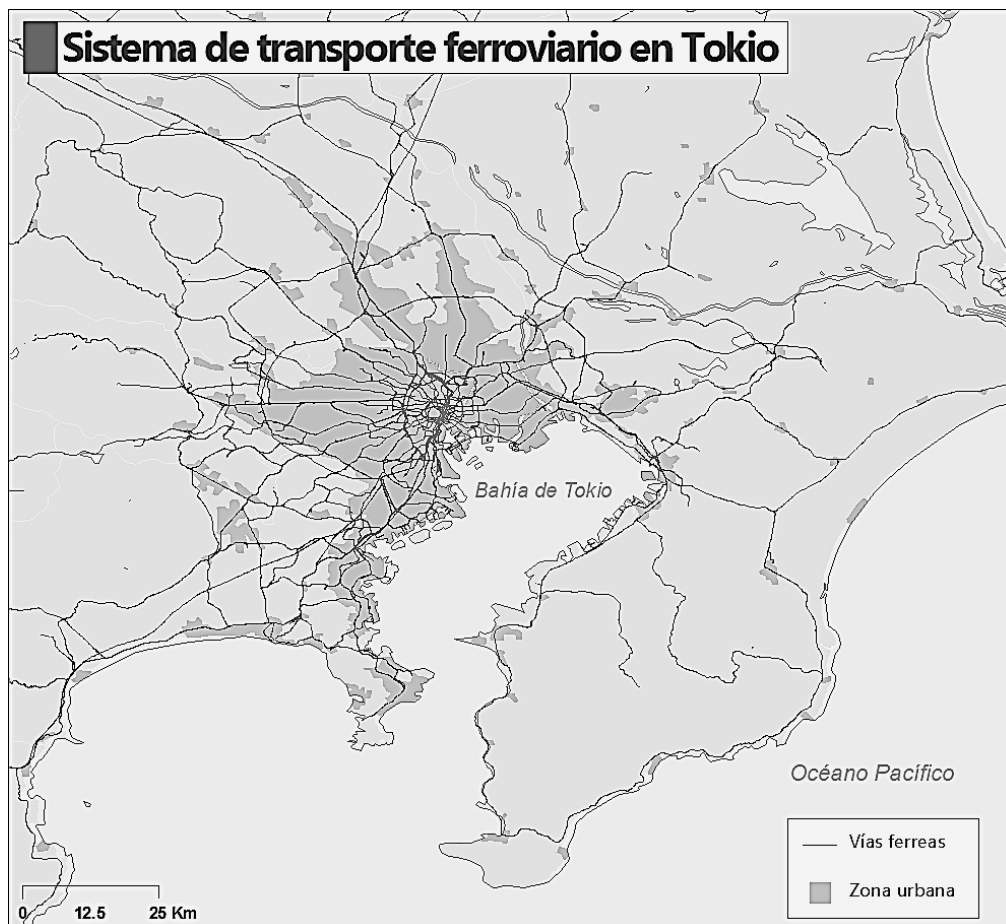 Sistema de transporte ferroviario en Tokio
Bahía de Tokio
Océano Pacífico
Vías ferreas
Zona urbana
0 12.5 25 Km